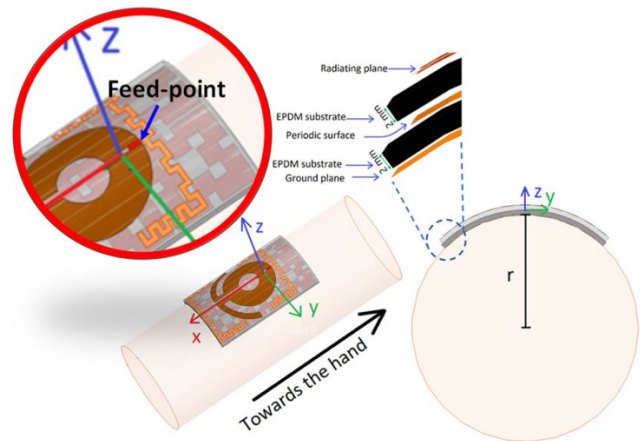 Z
Feed-point
Radiating plane
EPDM substrate
2 mm
Periodic surface
EPDM substrate
2 mm
Ground plane
z
x
y
Towards the hand
z
y
r